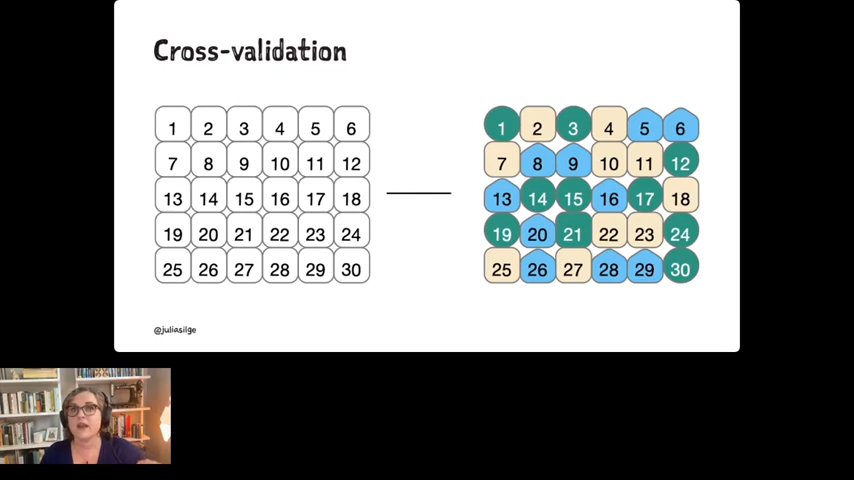 Cross-validation
1 2 3 4 5 6 1 2 3 4 5 6
7 8 9 10 11 12 7 8 9 10 11 12
13 14 15 16 17 18 13 14 15 16 17 18
19 20 21 22 23 24 19 20 21 22 23 24
25 26 27 28 29 30 25 26 27 28 29 30
@juliasilge